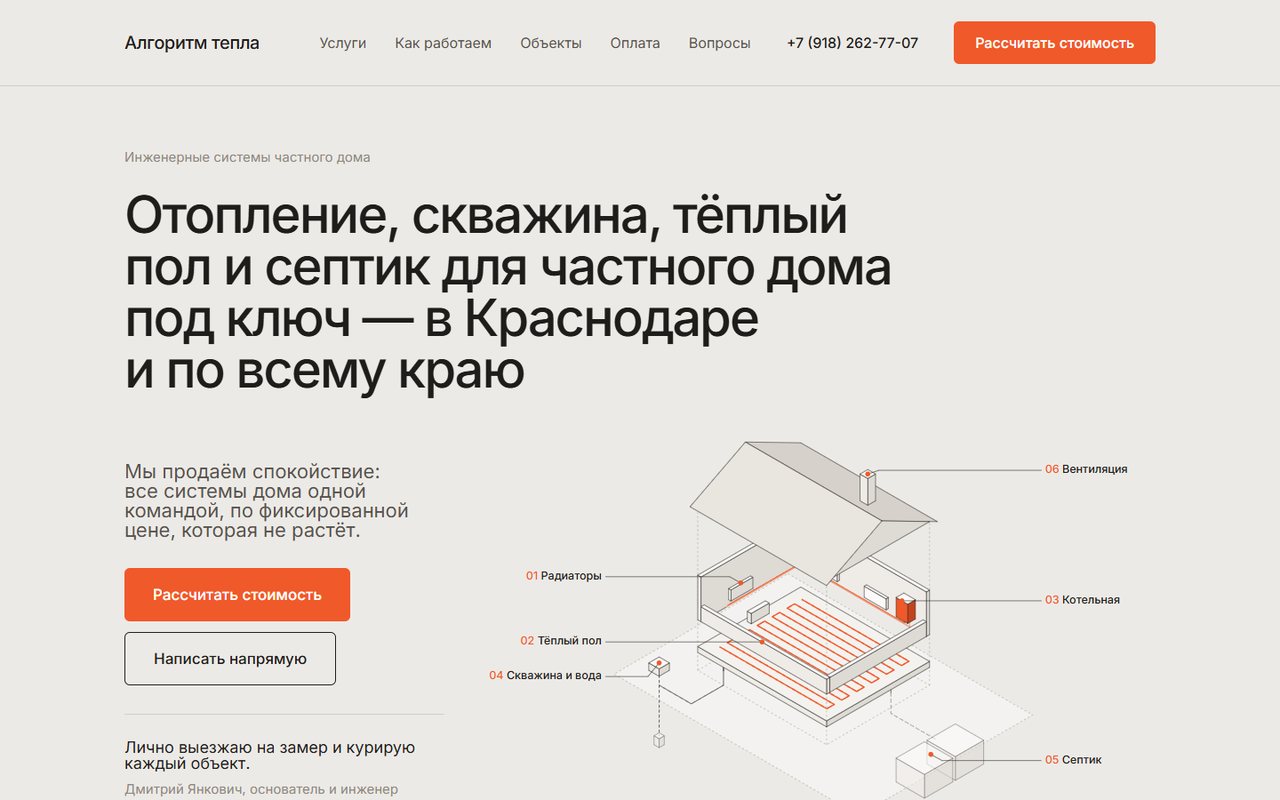 Алгоритм тепла
Услуги
Как работаем
Объекты
Оплата
Вопросы
+7 (918) 262-77-07
Рассчитать стоимость
Инженерные системы частного дома
Отопление, скважина, тёплый
пол и септик для частного дома
под ключ — в Краснодаре
и по всему краю
Мы продаём спокойствие:
все системы дома одной
командой, по фиксированной
цене, которая не растёт.
Рассчитать стоимость
Написать напрямую
Лично выезжаю на замер и курирую
каждый объект.
Дмитрий Янкович, основатель и инженер
06 Вентиляция
01 Радиаторы
03 Котельная
02 Тёплый пол
04 Скважина и вода
05 Септик